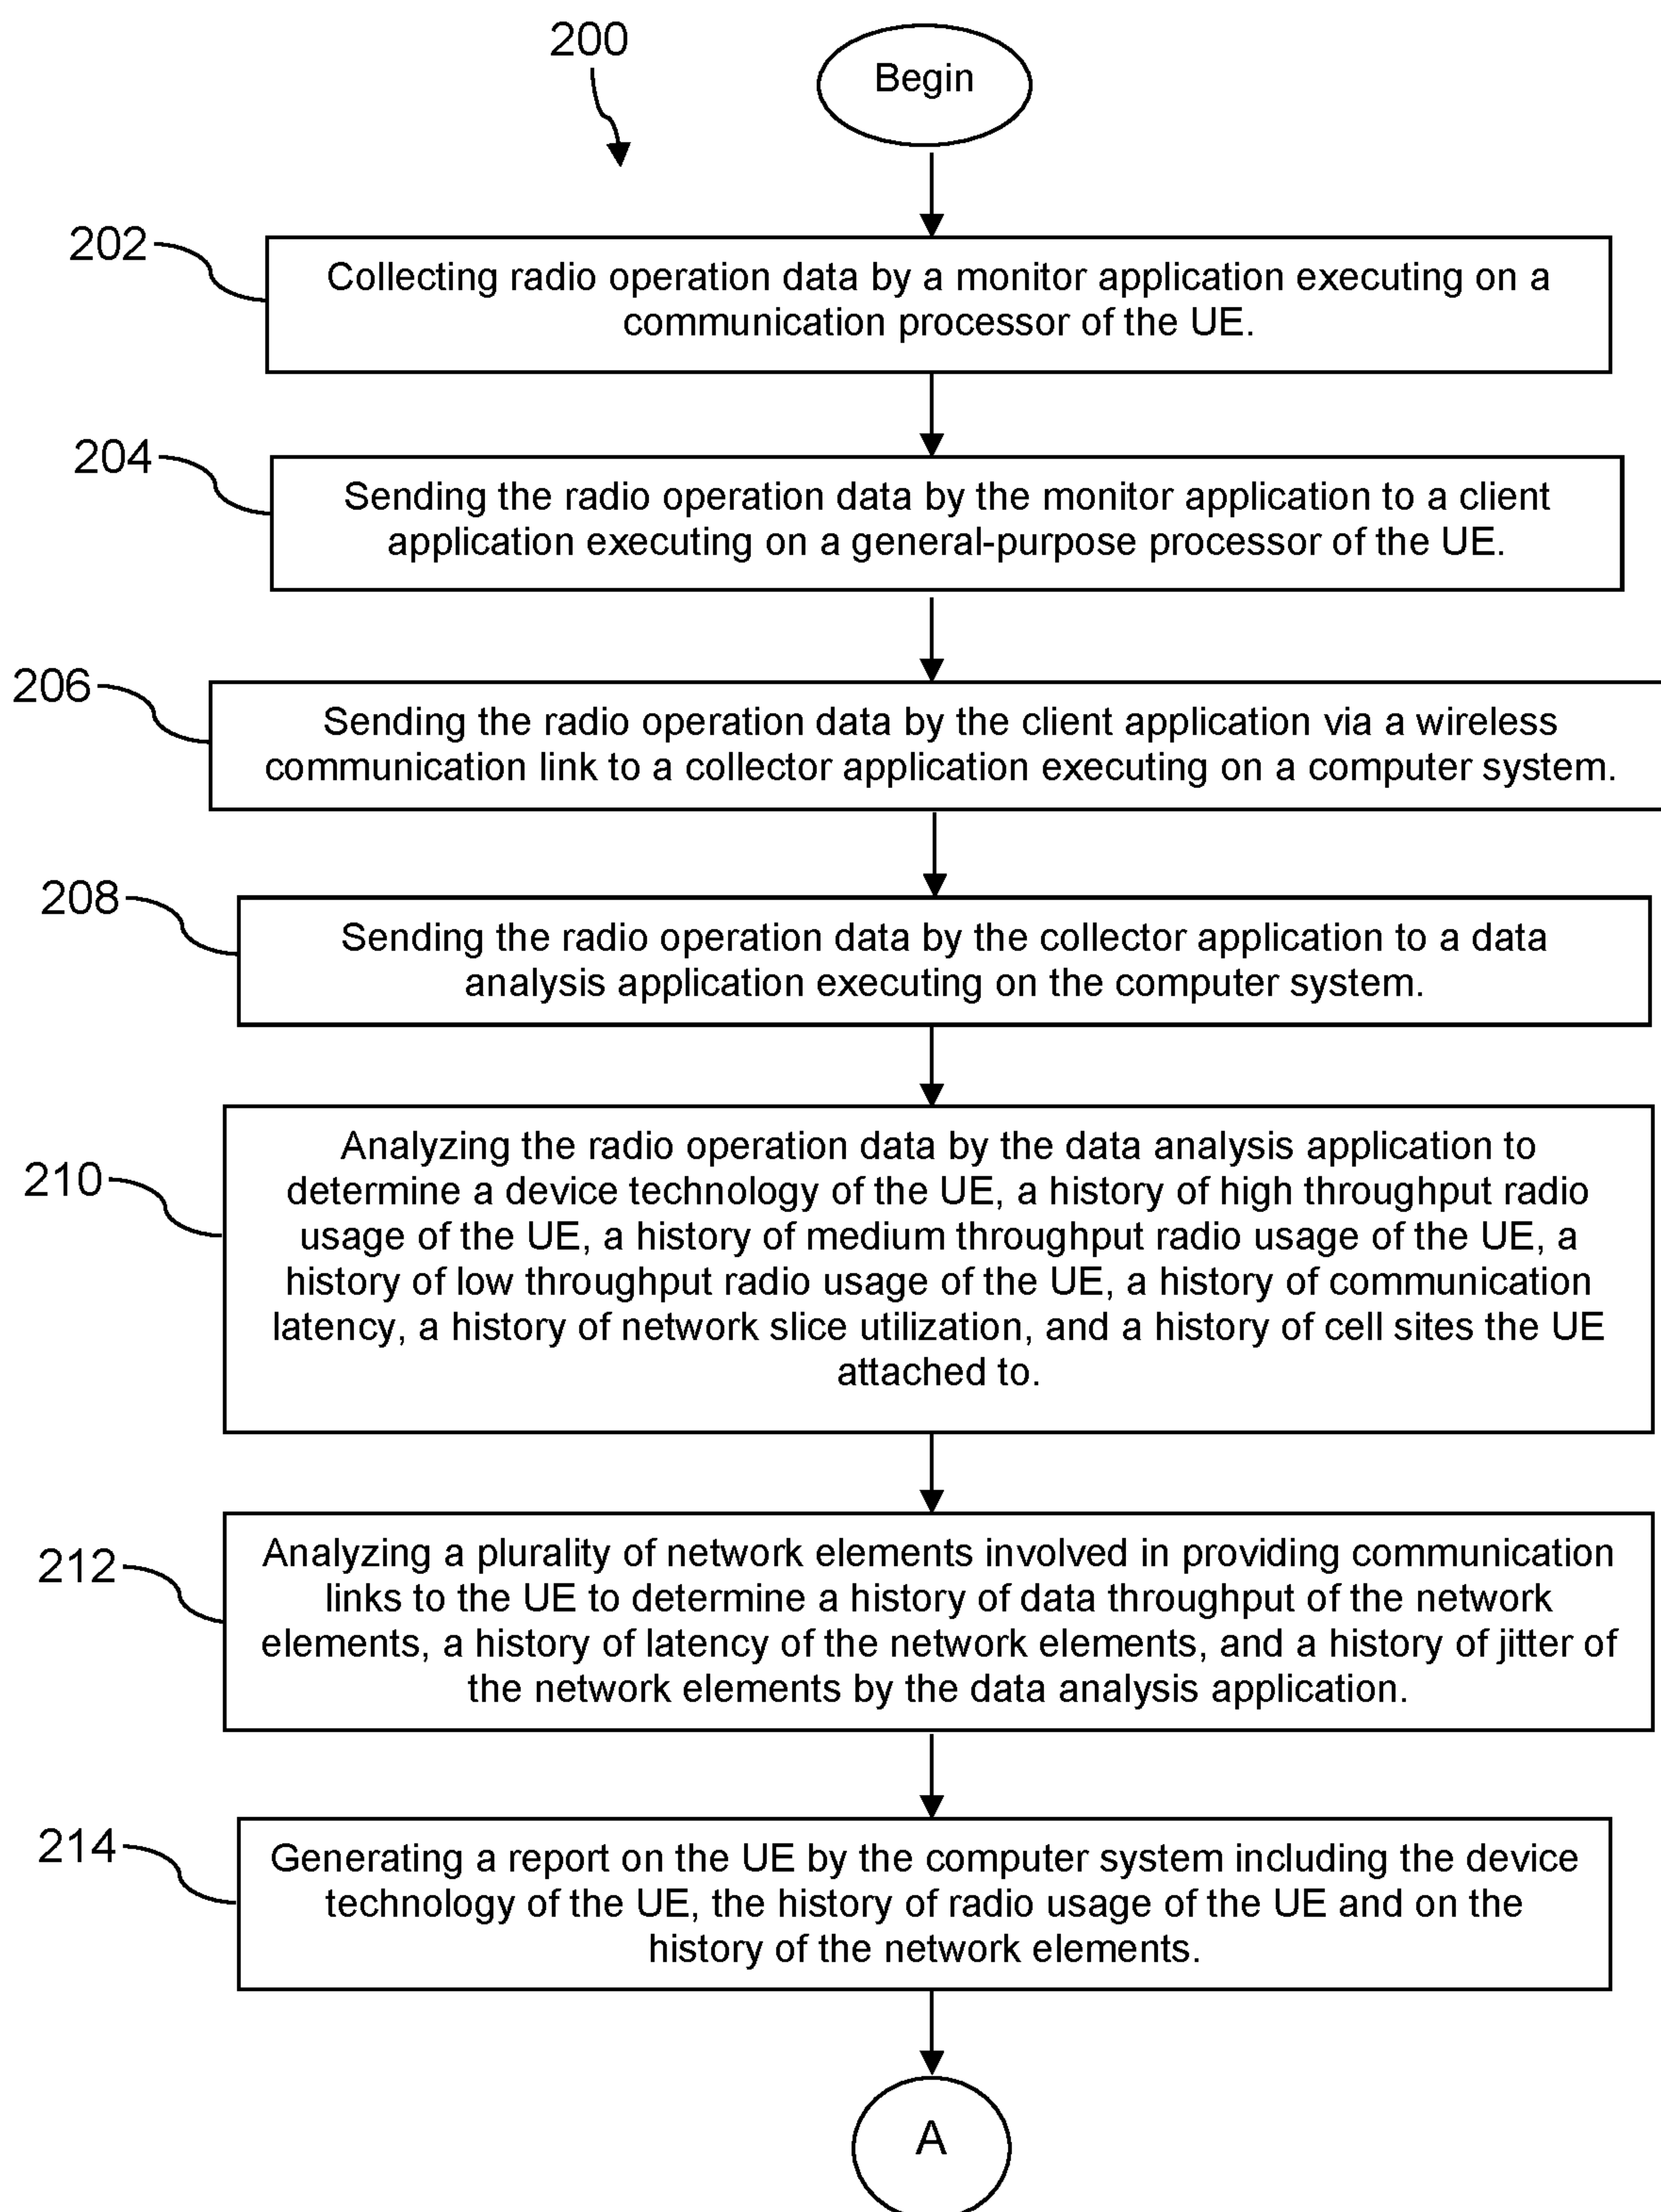 200
Begin
202
Collecting radio operation data by a monitor application executing on a
communication processor of the UE.
204
Sending the radio operation data by the monitor application to a client
application executing on a general-purpose processor of the UE.
206
Sending the radio operation data by the client application via a wireless
communication link to a collector application executing on a computer system.
208
Sending the radio operation data by the collector application to a data
analysis application executing on the computer system.
210
Analyzing the radio operation data by the data analysis application to
determine a device technology of the UE, a history of high throughput radio
usage of the UE, a history of medium throughput radio usage of the UE, a
history of low throughput radio usage of the UE, a history of communication
latency, a history of network slice utilization, and a history of cell sites the UE
attached to.
212
Analyzing a plurality of network elements involved in providing communication
links to the UE to determine a history of data throughput of the network
elements, a history of latency of the network elements, and a history of jitter of
the network elements by the data analysis application.
214
Generating a report on the UE by the computer system including the device
technology of the UE, the history of radio usage of the UE and on the
history of the network elements.
A